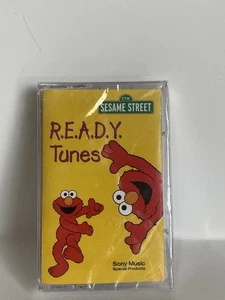 SESAME STREET
R.E.A.D.Y.
Tunes
Sony Music
Special Products